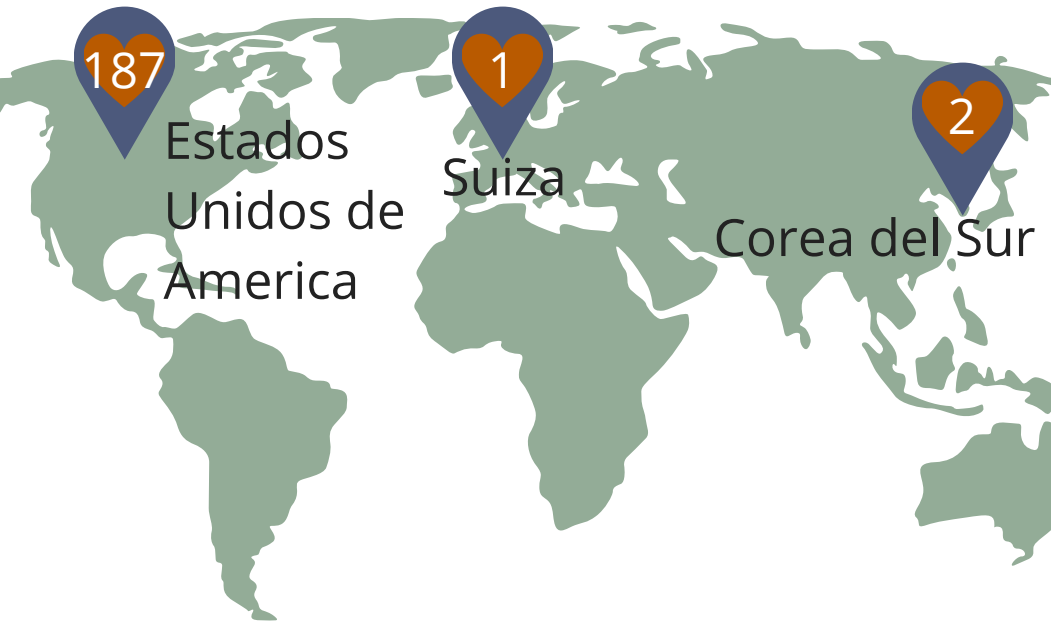 187
Estados
Unidos de
America
1
Suiza
2
Corea del Sur